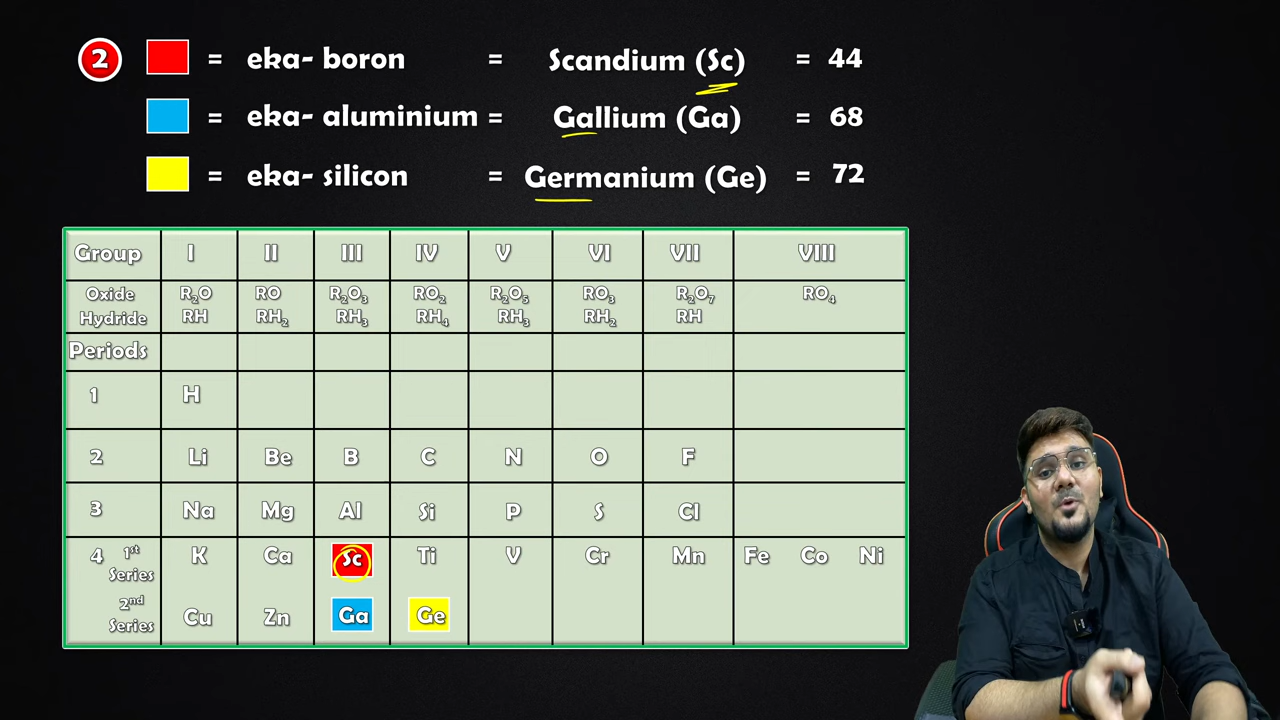 2 = eka- boron = Scandium (Sc) = 44
= eka- aluminium = Gallium (Ga) = 68
= eka- silicon = Germanium (Ge) = 72
Group I II III IV V VI VII VIII
Oxide R₂O RO R₂O₃ RO₂ R₂O₅ RO₃ R₂O₇ RO₄
Hydride RH RH₂ RH₃ RH₄ RH₃ RH₂ RH
Periods
1 H
2 Li Be B C N O F
3 Na Mg Al Si P S Cl
4 1st K Ca Sc Ti V Cr Mn Fe Co Ni
Series
2nd Cu Zn Ga Ge
Series